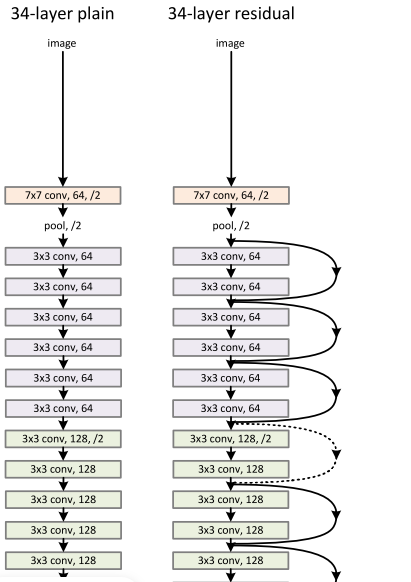 34-layer plain
34-layer residual
image
image
7x7 conv, 64, /2
7x7 conv, 64, /2
pool, /2
pool, /2
3x3 conv, 64
3x3 conv, 64
3x3 conv, 64
3x3 conv, 64
3x3 conv, 64
3x3 conv, 64
3x3 conv, 64
3x3 conv, 64
3x3 conv, 64
3x3 conv, 64
3x3 conv, 64
3x3 conv, 64
3x3 conv, 128, /2
3x3 conv, 128, /2
3x3 conv, 128
3x3 conv, 128
3x3 conv, 128
3x3 conv, 128
3x3 conv, 128
3x3 conv, 128
3x3 conv, 128
3x3 conv, 128